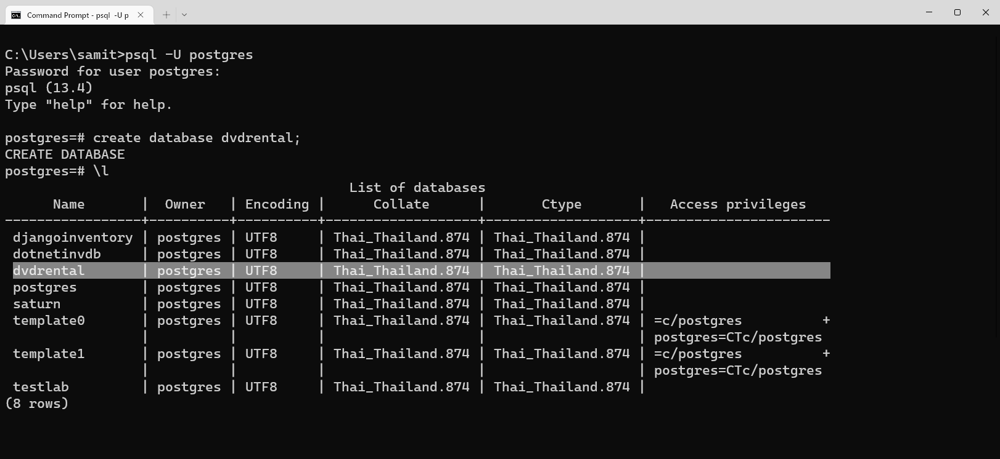 Command Prompt - psql  -U p
C:\Users\samit>psql -U postgres
Password for user postgres:
psql (13.4)
Type "help" for help.
postgres=# create database dvdrental;
CREATE DATABASE
postgres=# \l
                                           List of databases
      Name       |  Owner   | Encoding |      Collate      |       Ctype       |   Access privileges
-----------------+----------+----------+-------------------+-------------------+-----------------------
 djangoinventory | postgres | UTF8     | Thai_Thailand.874 | Thai_Thailand.874 |
 dotnetinvdb     | postgres | UTF8     | Thai_Thailand.874 | Thai_Thailand.874 |
 dvdrental       | postgres | UTF8     | Thai_Thailand.874 | Thai_Thailand.874 |
 postgres        | postgres | UTF8     | Thai_Thailand.874 | Thai_Thailand.874 |
 saturn          | postgres | UTF8     | Thai_Thailand.874 | Thai_Thailand.874 |
 template0       | postgres | UTF8     | Thai_Thailand.874 | Thai_Thailand.874 | =c/postgres          +
                 |          |          |                   |                   | postgres=CTc/postgres
 template1       | postgres | UTF8     | Thai_Thailand.874 | Thai_Thailand.874 | =c/postgres          +
                 |          |          |                   |                   | postgres=CTc/postgres
 testlab         | postgres | UTF8     | Thai_Thailand.874 | Thai_Thailand.874 |
(8 rows)